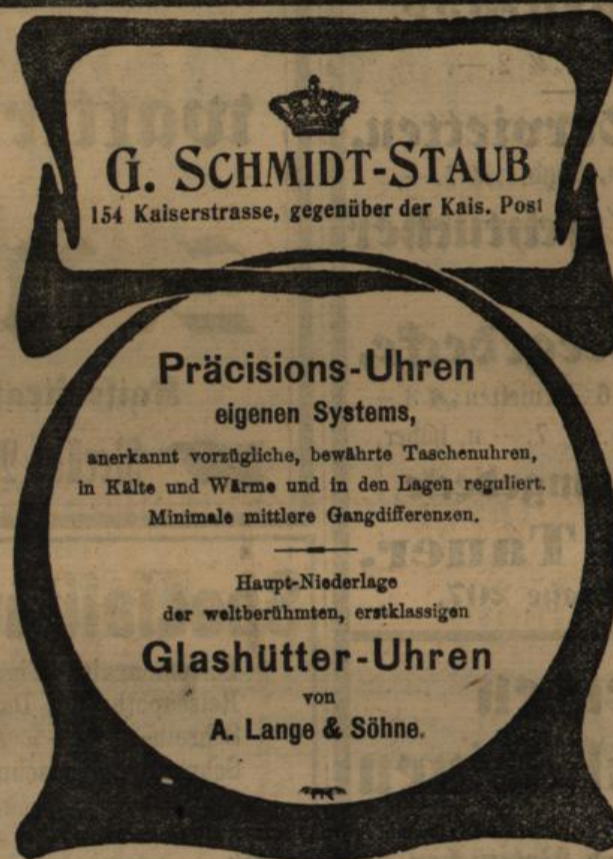 G. SCHMIDT-STAUB
154 Kaiserstrasse, gegenüber der Kais. Post
Präcisions-Uhren
eigenen Systems,
anerkannt vorzügliche, bewährte Taschenuhren,
in Kälte und Wärme und in den Lagen reguliert.
Minimale mittlere Gangdifferenzen.
Haupt-Niederlage
der weltberühmten, erstklassigen
Glashütter-Uhren
von
A. Lange & Söhne.